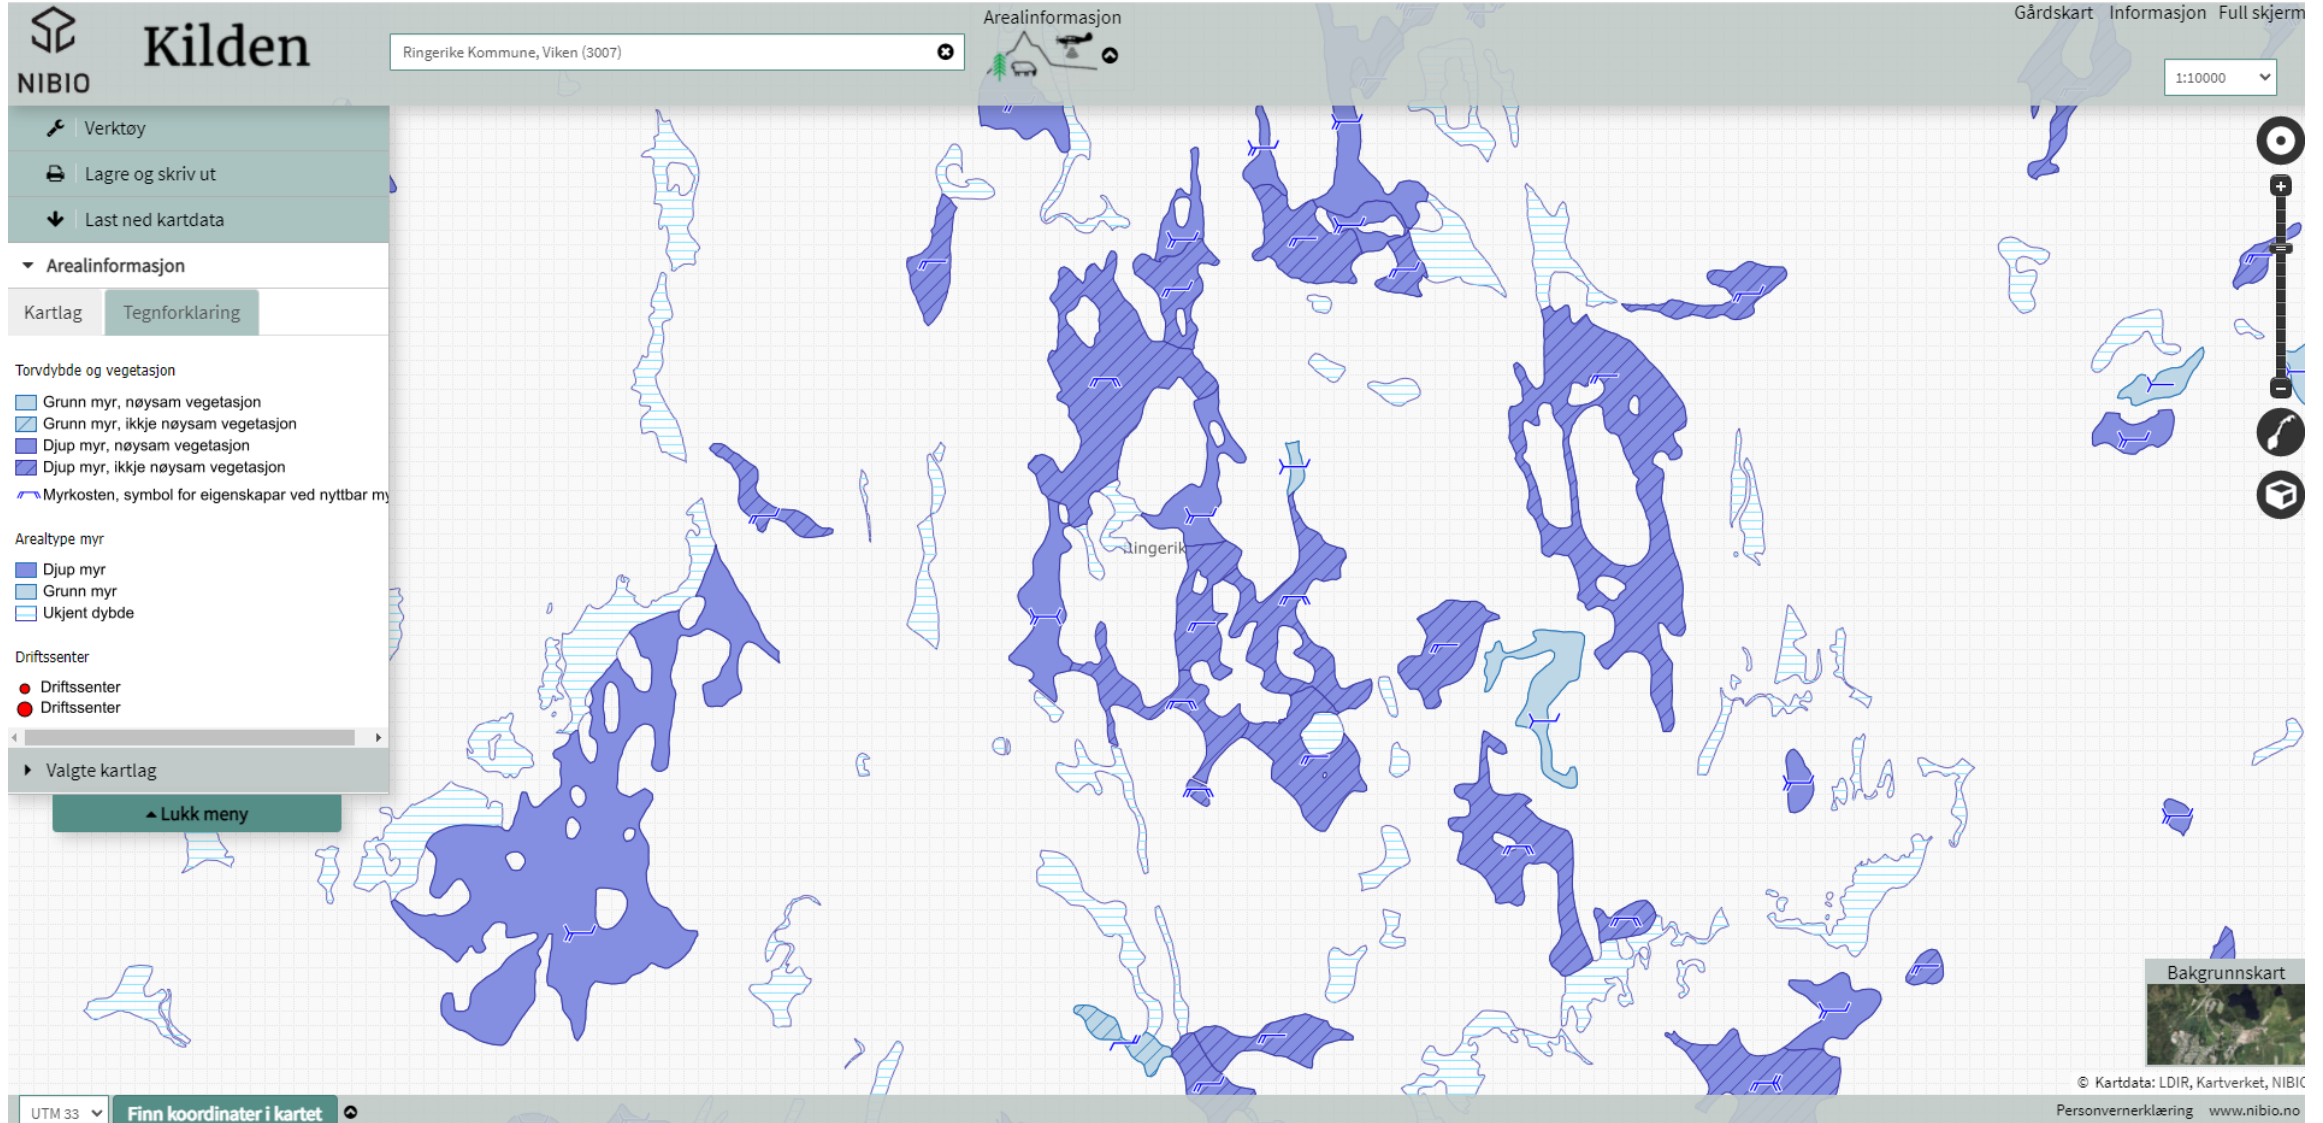 NIBIO
Kilden
Ringerike Kommune, Viken (3007)
Arealinformasjon
Gårdskart Informasjon Full skjerm
1:10000
Verktøy
Lagre og skriv ut
Last ned kartdata
Arealinformasjon
Kartlag Tegnforklaring
Torvdybde og vegetasjon
Grunn myr, nøysam vegetasjon
Grunn myr, ikkje nøysam vegetasjon
Djup myr, nøysam vegetasjon
Djup myr, ikkje nøysam vegetasjon
Myrkosten, symbol for eigenskapar ved nyttbar my
Arealtype myr
Djup myr
Grunn myr
Ukjent dybde
Driftssenter
Driftssenter
Driftssenter
Valgte kartlag
Lukk meny
Ringerik
Bakgrunnskart
© Kartdata: LDIR, Kartverket, NIBIO
UTM 33 Finn koordinater i kartet
Personvernerklæring www.nibio.no